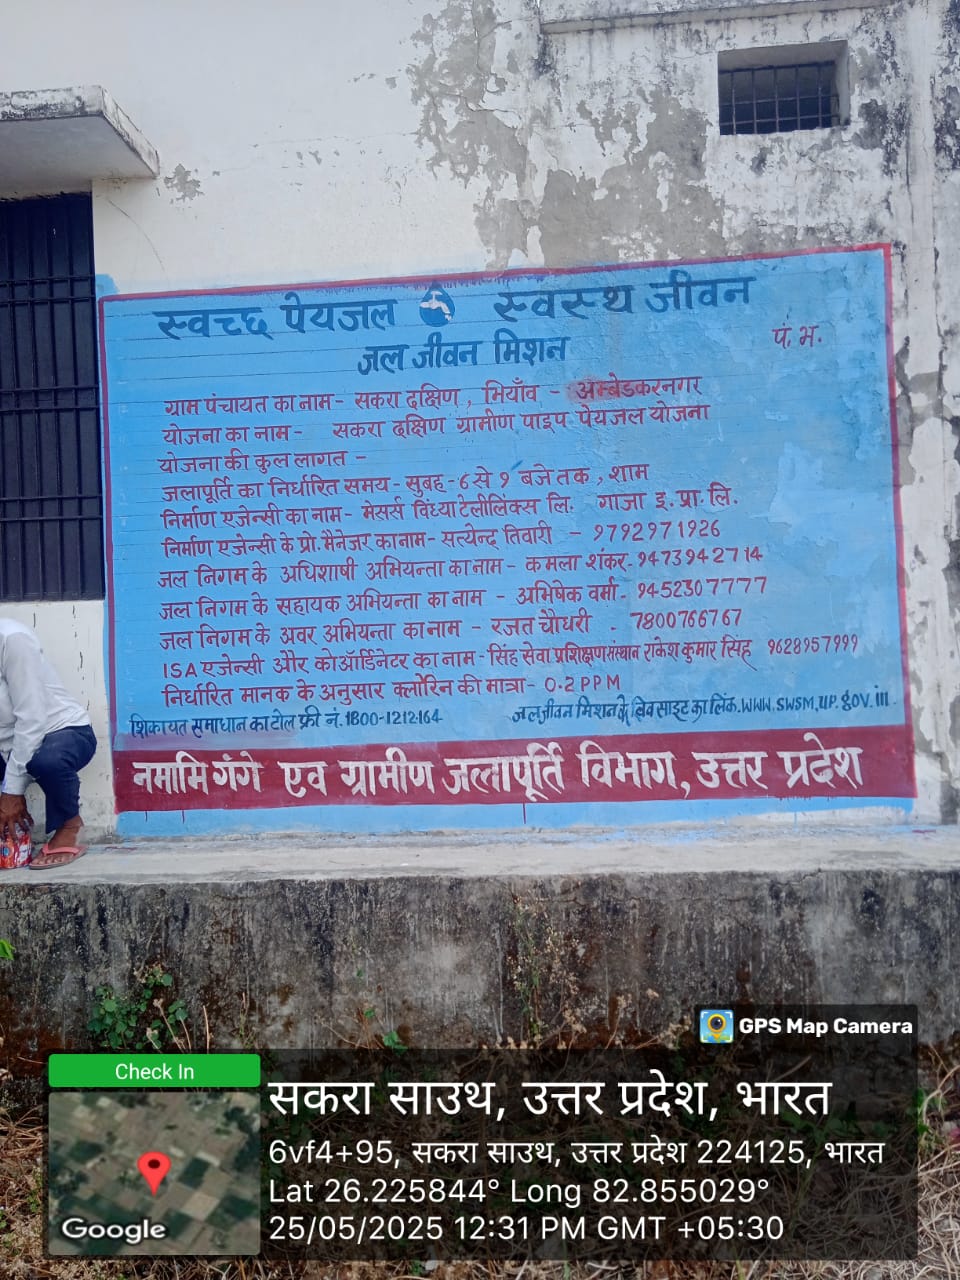 स्वच्छ पेयजल स्वस्थ जीवन
जल जीवन मिशन
पं. भ.
ग्राम पंचायत का नाम - सकरा दक्षिण, भियाँव - अम्बेडकरनगर
योजना का नाम - सकरा दक्षिण ग्रामीण पाइप पेयजल योजना
योजना की कुल लागत -
जलापूर्ति का निर्धारित समय - सुबह - 6 से 9 बजे तक, शाम
निर्माण एजेन्सी का नाम - मेसर्स विंध्या टेलीलिंक्स लि. गाजा इ. प्रा. लि.
निर्माण एजेन्सी के प्रो. मैनेजर का नाम - सत्येन्द्र तिवारी - 9792971926
जल निगम के अधिशाषी अभियन्ता का नाम - कमला शंकर - 9473942714
जल निगम के सहायक अभियन्ता का नाम - अभिषेक वर्मा - 9452307777
जल निगम के अवर अभियन्ता का नाम - रजत चौधरी - 7800766767
ISA एजेन्सी और कोऑर्डिनेटर का नाम - सिंह सेवा प्रशिक्षण संस्थान राकेश कुमार सिंह 9628957999
निर्धारित मानक के अनुसार क्लोरिन की मात्रा - 0.2 PPM
शिकायत समाधान का टोल फ्री नं. 1800-1212164 जल जीवन मिशन के बिवसाइट का लिंक. WWW.SWSM.UP.gov.in.
नमामि गंगे एव ग्रामीण जलापूर्ति विभाग, उत्तर प्रदेश
GPS Map Camera
Check In
सकरा साउथ, उत्तर प्रदेश, भारत
6vf4+95, सकरा साउथ, उत्तर प्रदेश 224125, भारत
Lat 26.225844° Long 82.855029°
25/05/2025 12:31 PM GMT +05:30
Google